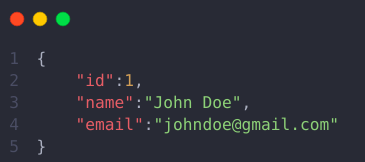 1 {
2     "id":1,
3     "name":"John Doe",
4     "email":"johndoe@gmail.com"
5 }